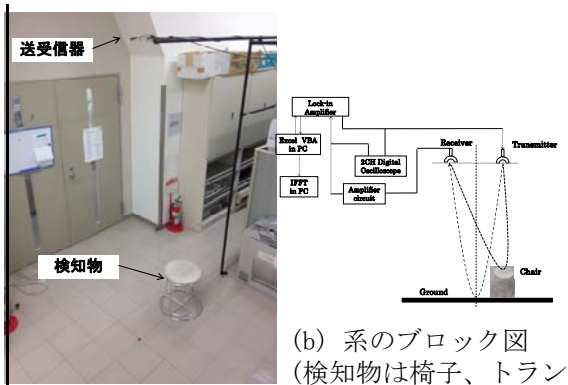 送受信器
検知物
Lock-in
Amplifier
Excel VBA
in PC
IFFT
in PC
2CH Digital
Oscilloscope
Amplifier
circuit
Receiver
Transmitter
Chair
Ground
(b) 系のブロック図
(検知物は椅子、トラン